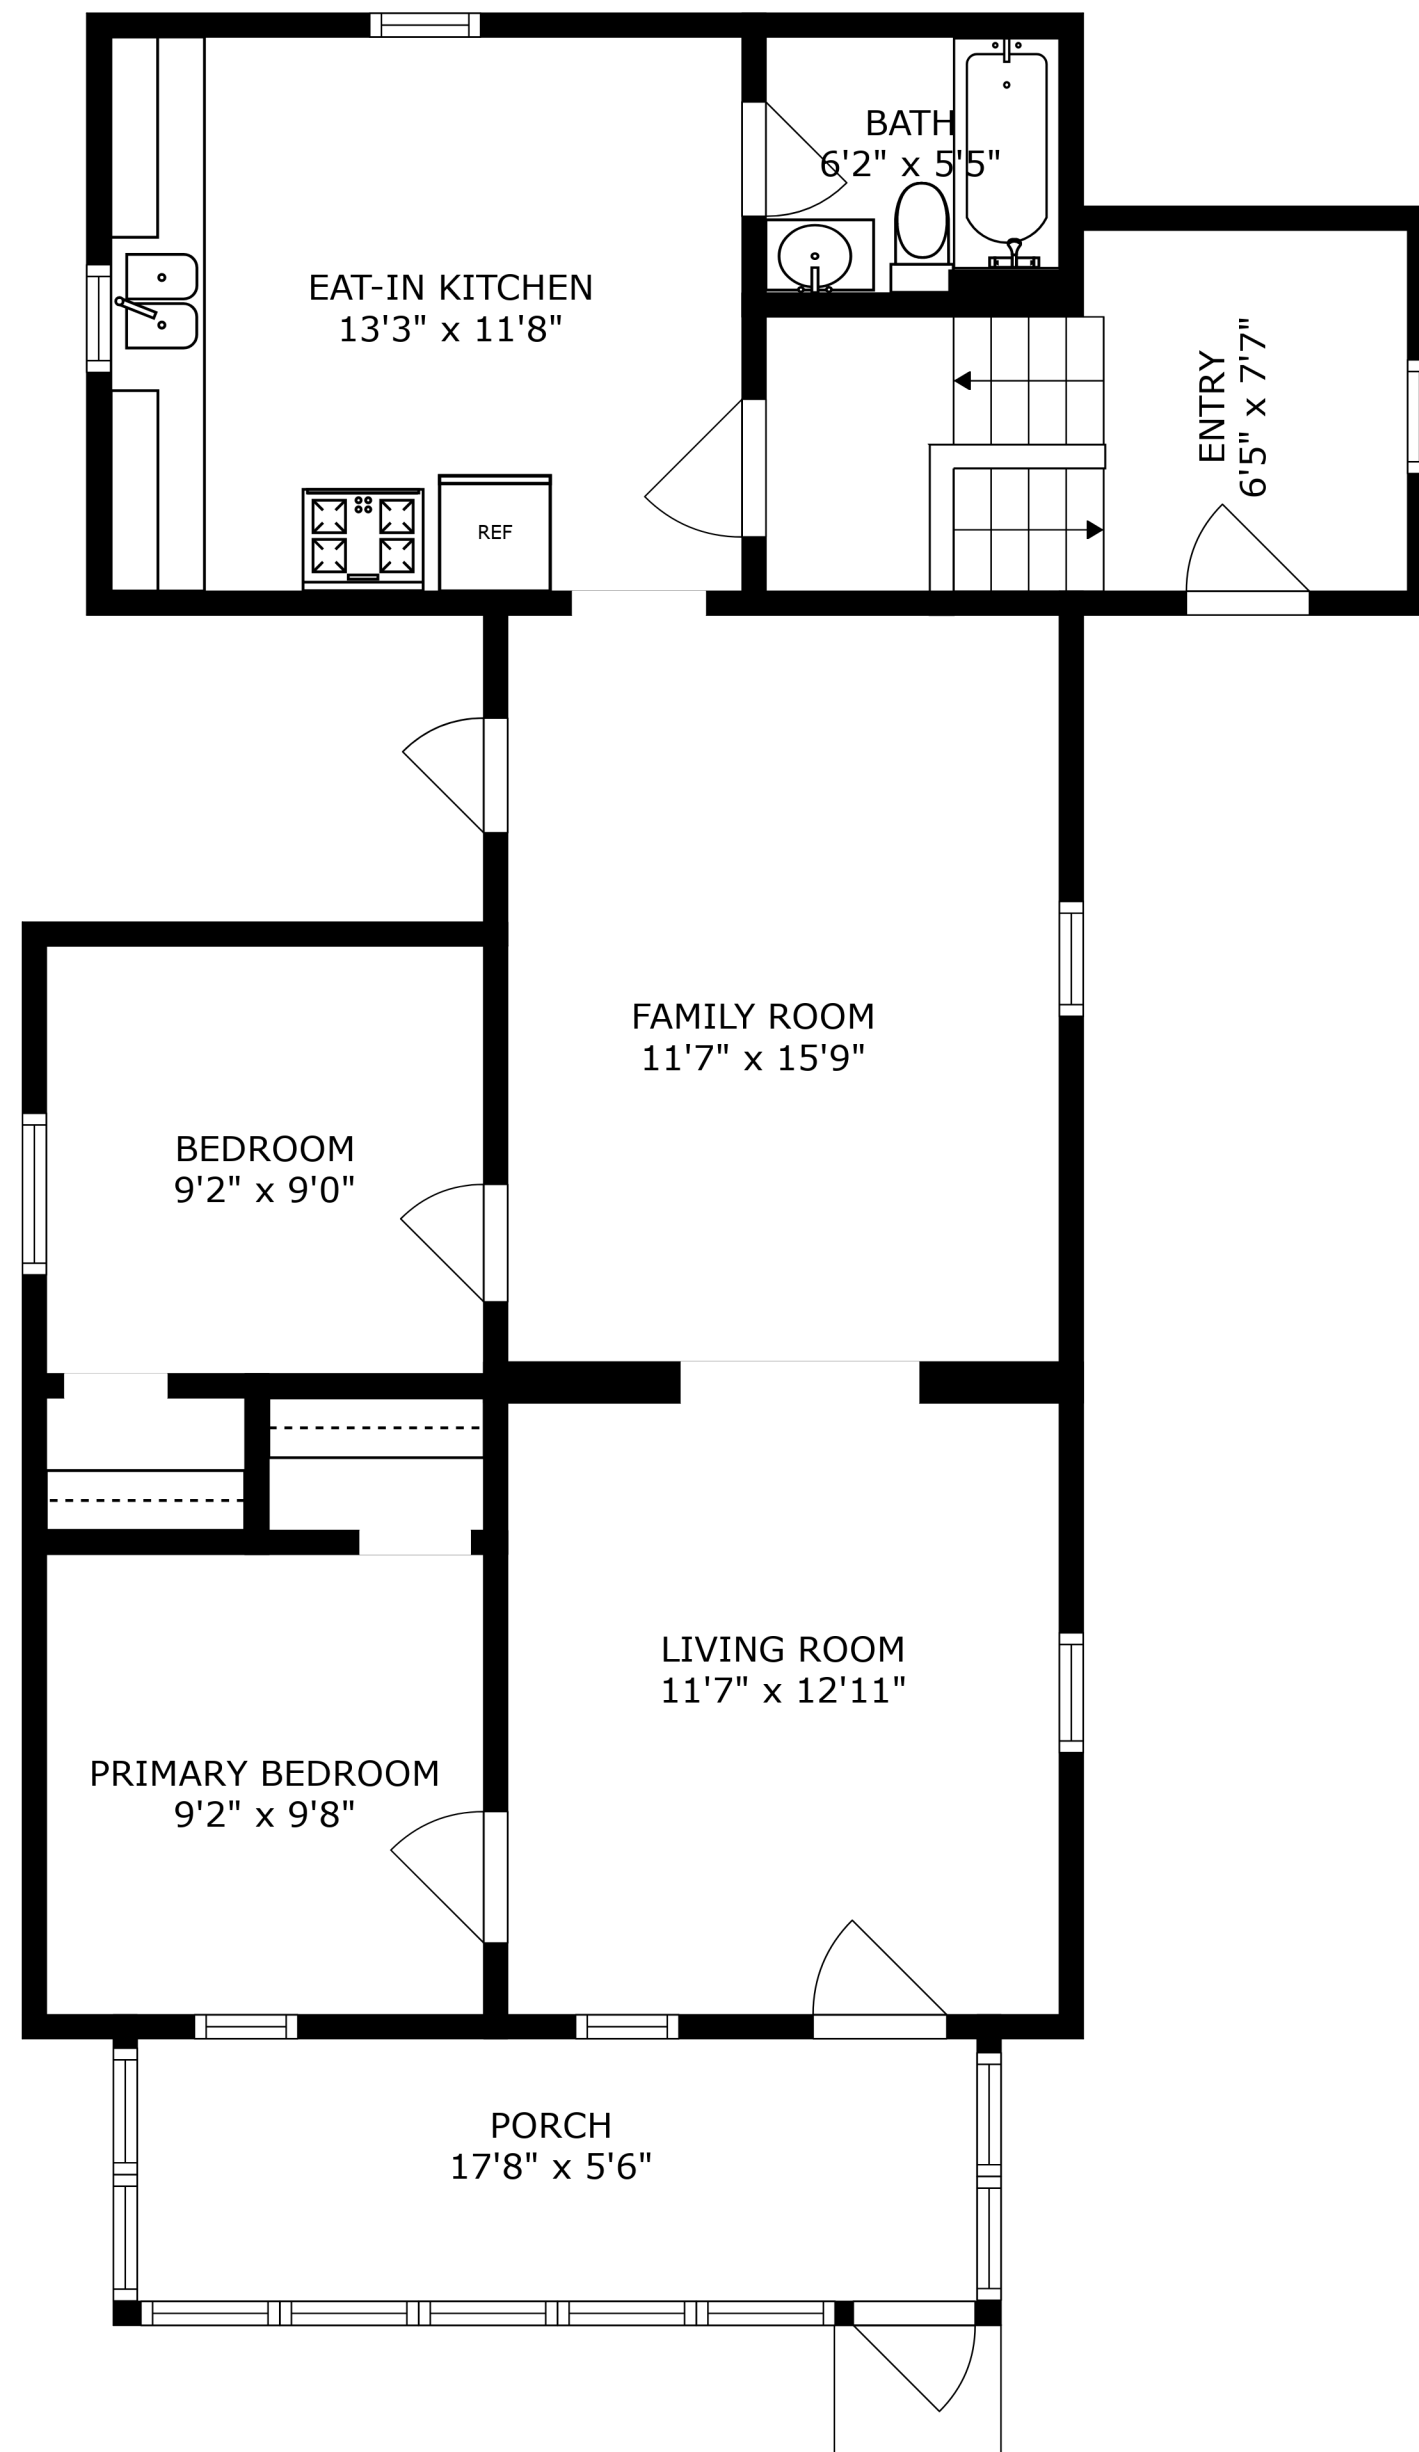 BATH
6'2" x 5'5"
EAT-IN KITCHEN
13'3" x 11'8"
ENTRY
6'5" x 7'7"
REF
FAMILY ROOM
11'7" x 15'9"
BEDROOM
9'2" x 9'0"
LIVING ROOM
11'7" x 12'11"
PRIMARY BEDROOM
9'2" x 9'8"
PORCH
17'8" x 5'6"